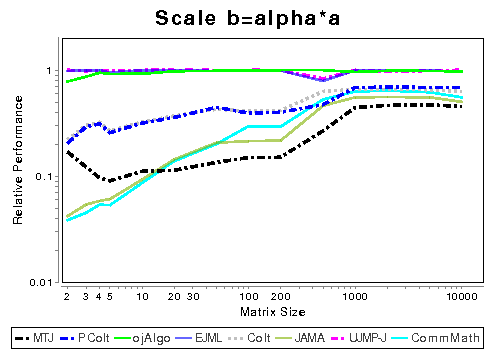 Scale b=alpha*a
Relative Performance
1
0.1
0.01
2 3 4 5 10 20 30 100 200 1000 10000
Matrix Size
MTJ PColt ojAlgo EJML Colt JAMA UJMP-J CommMath